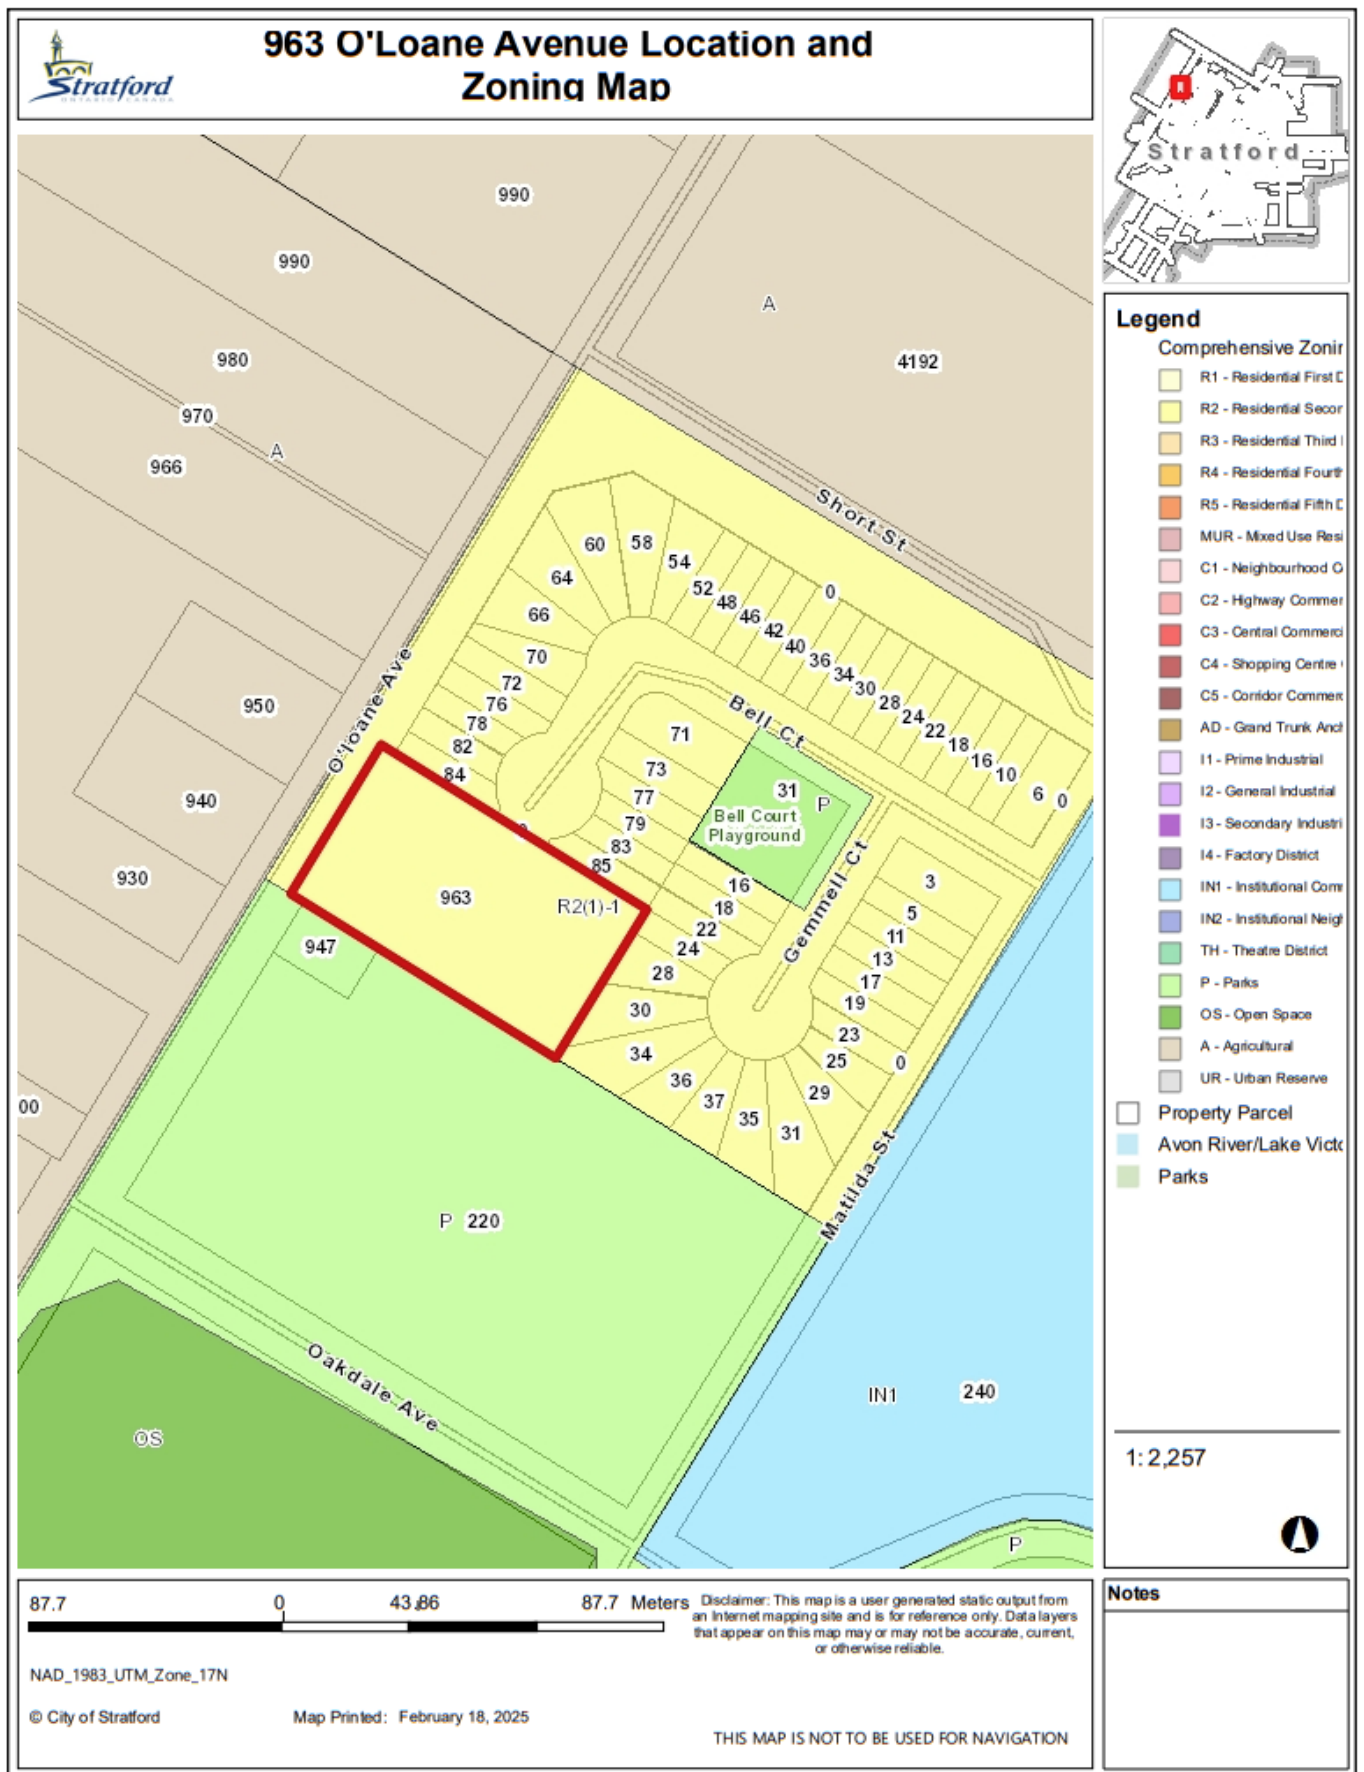 Stratford
ONTARIO CANADA
963 O'Loane Avenue Location and
Zoning Map
Stratford
990
990
A
980
4192
970
A
966
Short St
60
58
54
64
52
0
48
66
46
42
40
70
36
34
72
30
O'loane Ave
76
28
950
Bell Ct
24
78
71
22
82
18
16
84
73
10
31
6
0
940
77
P
Bell Court
Playground
79
83
85
930
16
3
963
R2(1)-1
18
5
22
Gemmell Ct
11
947
24
13
28
17
30
19
23
34
25
0
36
29
37
00
35
31
Matilda St
P
220
Oakdale Ave
IN1
240
OS
P
Legend
Comprehensive Zonin
R1 - Residential First D
R2 - Residential Secon
R3 - Residential Third
R4 - Residential Fourth
R5 - Residential Fifth D
MUR - Mixed Use Resi
C1 - Neighbourhood C
C2 - Highway Commer
C3 - Central Commerci
C4 - Shopping Centre
C5 - Corridor Commerc
AD - Grand Trunk Anch
I1 - Prime Industrial
I2 - General Industrial
I3 - Secondary Industri
I4 - Factory District
IN1 - Institutional Com
IN2 - Institutional Neigh
TH - Theatre District
P - Parks
OS - Open Space
A - Agricultural
UR - Urban Reserve
Property Parcel
Avon River/Lake Victo
Parks
1: 2,257
87.7 0 43.86 87.7 Meters
NAD_1983_UTM_Zone_17N
© City of Stratford
Map Printed: February 18, 2025
Disclaimer: This map is a user generated static output from
an Internet mapping site and is for reference only. Data layers
that appear on this map may or may not be accurate, current,
or otherwise reliable.
THIS MAP IS NOT TO BE USED FOR NAVIGATION
Notes